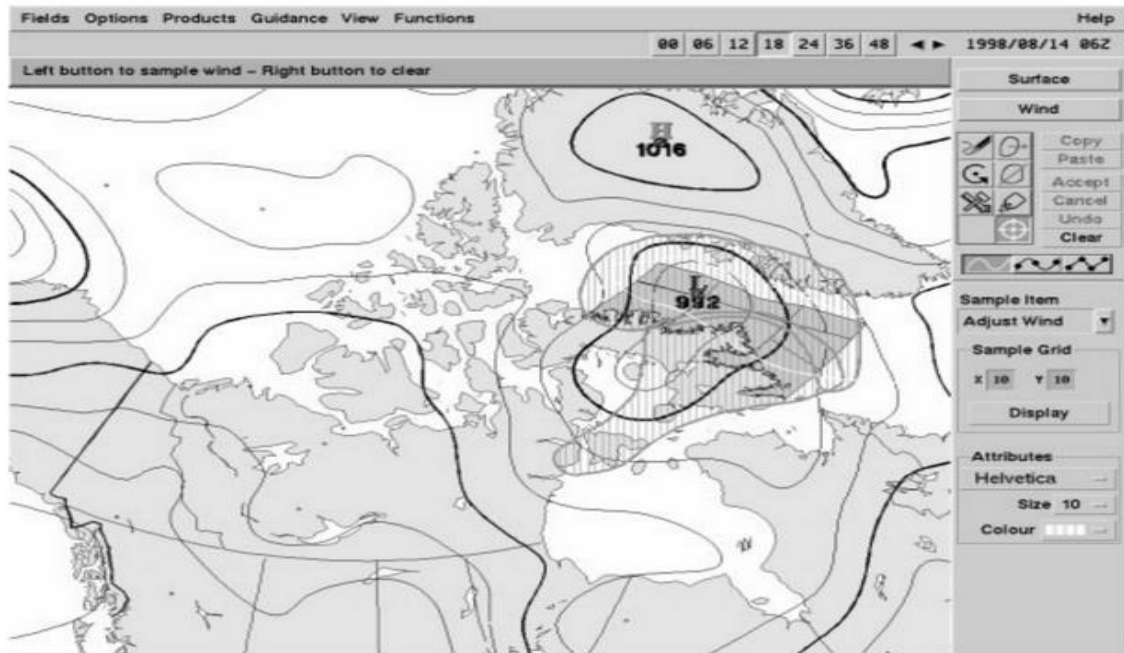 Fields Options Products Guidance View Functions Help
00 06 12 18 24 36 48 1998/08/14 06Z
Left button to sample wind – Right button to clear
Surface
Wind
Copy
Paste
Accept
Cancel
Undo
Clear
H
1016
L
992
Sample Item
Adjust Wind
Sample Grid
X 10 Y 10
Display
Attributes
Helvetica
Size 10
Colour